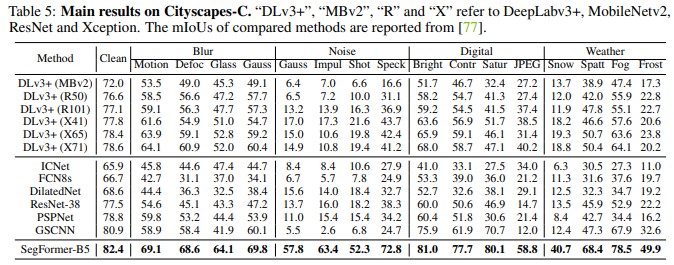 Table 5: Main results on Cityscapes-C. “DLv3+”, “MBv2”, “R” and “X” refer to DeepLabv3+, MobileNetv2,
ResNet and Xception. The mIoUs of compared methods are reported from [77].
Method Clean Blur Noise Digital Weather
Motion Defoc Glass Gauss Gauss Impul Shot Speck Bright Contr Satur JPEG Snow Spatt Fog Frost
DLv3+ (MBv2) 72.0 53.5 49.0 45.3 49.1 6.4 7.0 6.6 16.6 51.7 46.7 32.4 27.2 13.7 38.9 47.4 17.3
DLv3+ (R50) 76.6 58.5 56.6 47.2 57.7 6.5 7.2 10.0 31.1 58.2 54.7 41.3 27.4 12.0 42.0 55.9 22.8
DLv3+ (R101) 77.1 59.1 56.3 47.7 57.3 13.2 13.9 16.3 36.9 59.2 54.5 41.5 37.4 11.9 47.8 55.1 22.7
DLv3+ (X41) 77.8 61.6 54.9 51.0 54.7 17.0 17.3 21.6 43.7 63.6 56.9 51.7 38.5 18.2 46.6 57.6 20.6
DLv3+ (X65) 78.4 63.9 59.1 52.8 59.2 15.0 10.6 19.8 42.4 65.9 59.1 46.1 31.4 19.3 50.7 63.6 23.8
DLv3+ (X71) 78.6 64.1 60.9 52.0 60.4 14.9 10.8 19.4 41.2 68.0 58.7 47.1 40.2 18.8 50.4 64.1 20.2
ICNet 65.9 45.8 44.6 47.4 44.7 8.4 8.4 10.6 27.9 41.0 33.1 27.5 34.0 6.3 30.5 27.3 11.0
FCN8s 66.7 42.7 31.1 37.0 34.1 6.7 5.7 7.8 24.9 53.3 39.0 36.0 21.2 11.3 31.6 37.6 19.7
DilatedNet 68.6 44.4 36.3 32.5 38.4 15.6 14.0 18.4 32.7 52.7 32.6 38.1 29.1 12.5 32.3 34.7 19.2
ResNet-38 77.5 54.6 45.1 43.3 47.2 13.7 16.0 18.2 38.3 60.0 50.6 46.9 14.7 13.5 45.9 52.9 22.2
PSPNet 78.8 59.8 53.2 44.4 53.9 11.0 15.4 15.4 34.2 60.4 51.8 30.6 21.4 8.4 42.7 34.4 16.2
GSCNN 80.9 58.9 58.4 41.9 60.1 5.5 2.6 6.8 24.7 75.9 61.9 70.7 12.0 12.4 47.3 67.9 32.6
SegFormer-B5 82.4 69.1 68.6 64.1 69.8 57.8 63.4 52.3 72.8 81.0 77.7 80.1 58.8 40.7 68.4 78.5 49.9